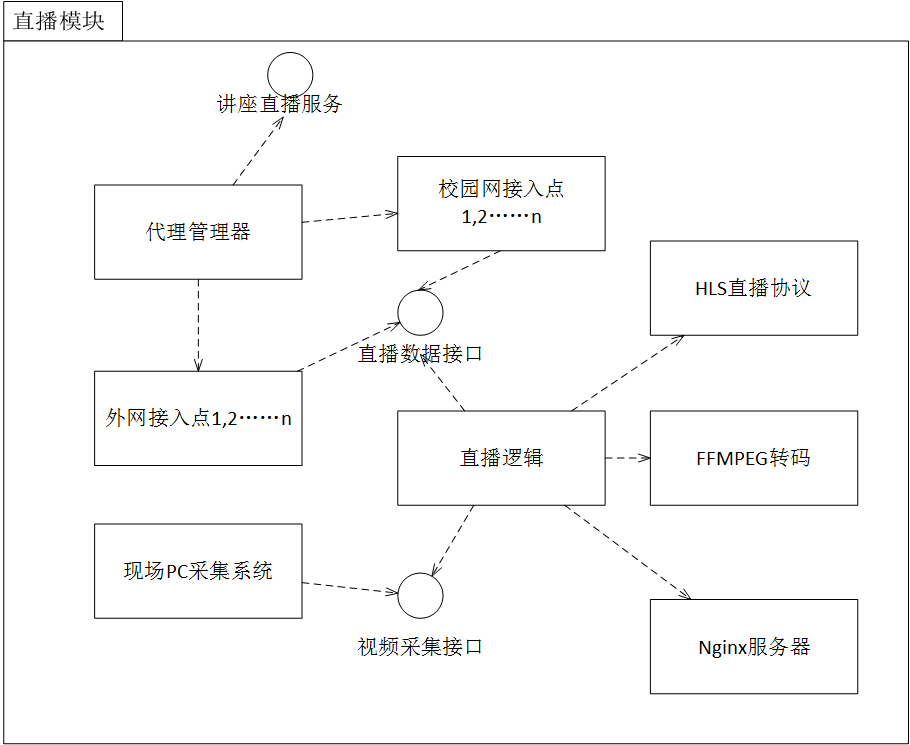 直播模块
讲座直播服务
代理管理器
校园网接入点
1,2……n
HLS直播协议
直播数据接口
外网接入点1,2……n
直播逻辑
FFMPEG转码
现场PC采集系统
视频采集接口
Nginx服务器